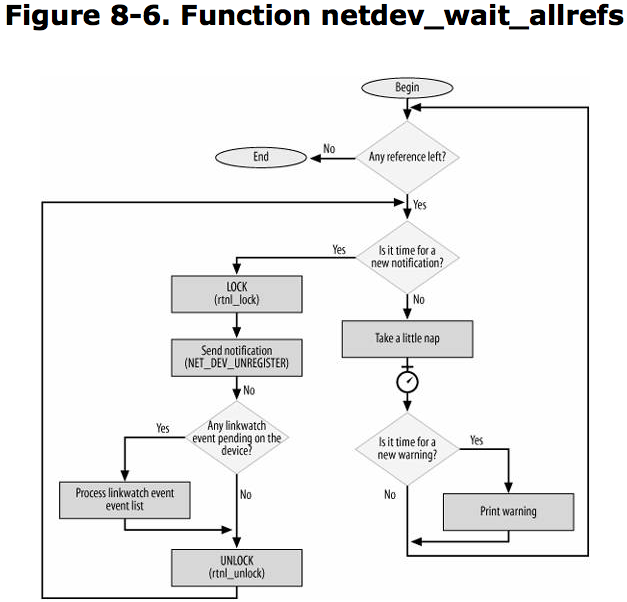 Figure 8-6. Function netdev_wait_allrefs
Begin
Any reference left?
No
End
Yes
Is it time for a
new notification?
Yes
LOCK
(rtnl_lock)
No
Take a little nap
Send notification
(NET_DEV_UNREGISTER)
No
Any linkwatch
event pending on the
device?
Yes
Is it time for a
new warning?
Yes
Process linkwatch event
event list
No
No
Print warning
UNLOCK
(rtnl_unlock)